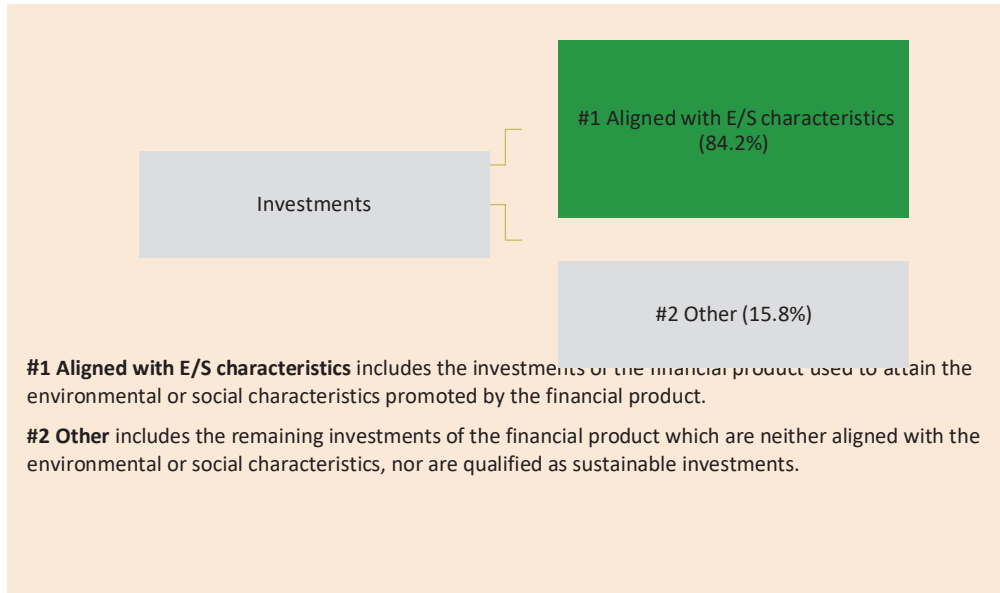 #1 Aligned with E/S characteristics
(84.2%)
Investments
#2 Other (15.8%)
#1 Aligned with E/S characteristics includes the investments of the financial product used to attain the
environmental or social characteristics promoted by the financial product.
#2 Other includes the remaining investments of the financial product which are neither aligned with the
environmental or social characteristics, nor are qualified as sustainable investments.